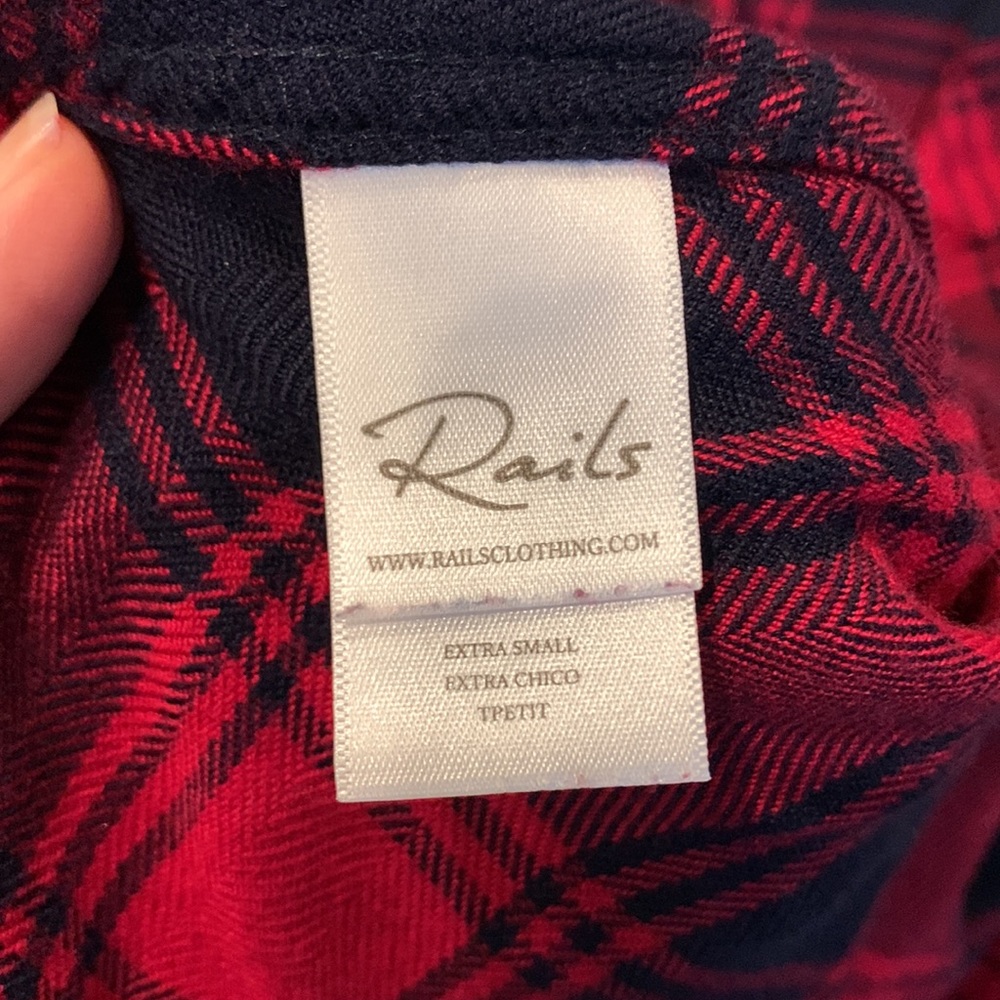 Rails
WWW.RAILSCLOTHING.COM
EXTRA SMALL
EXTRA CHICO
TPETIT